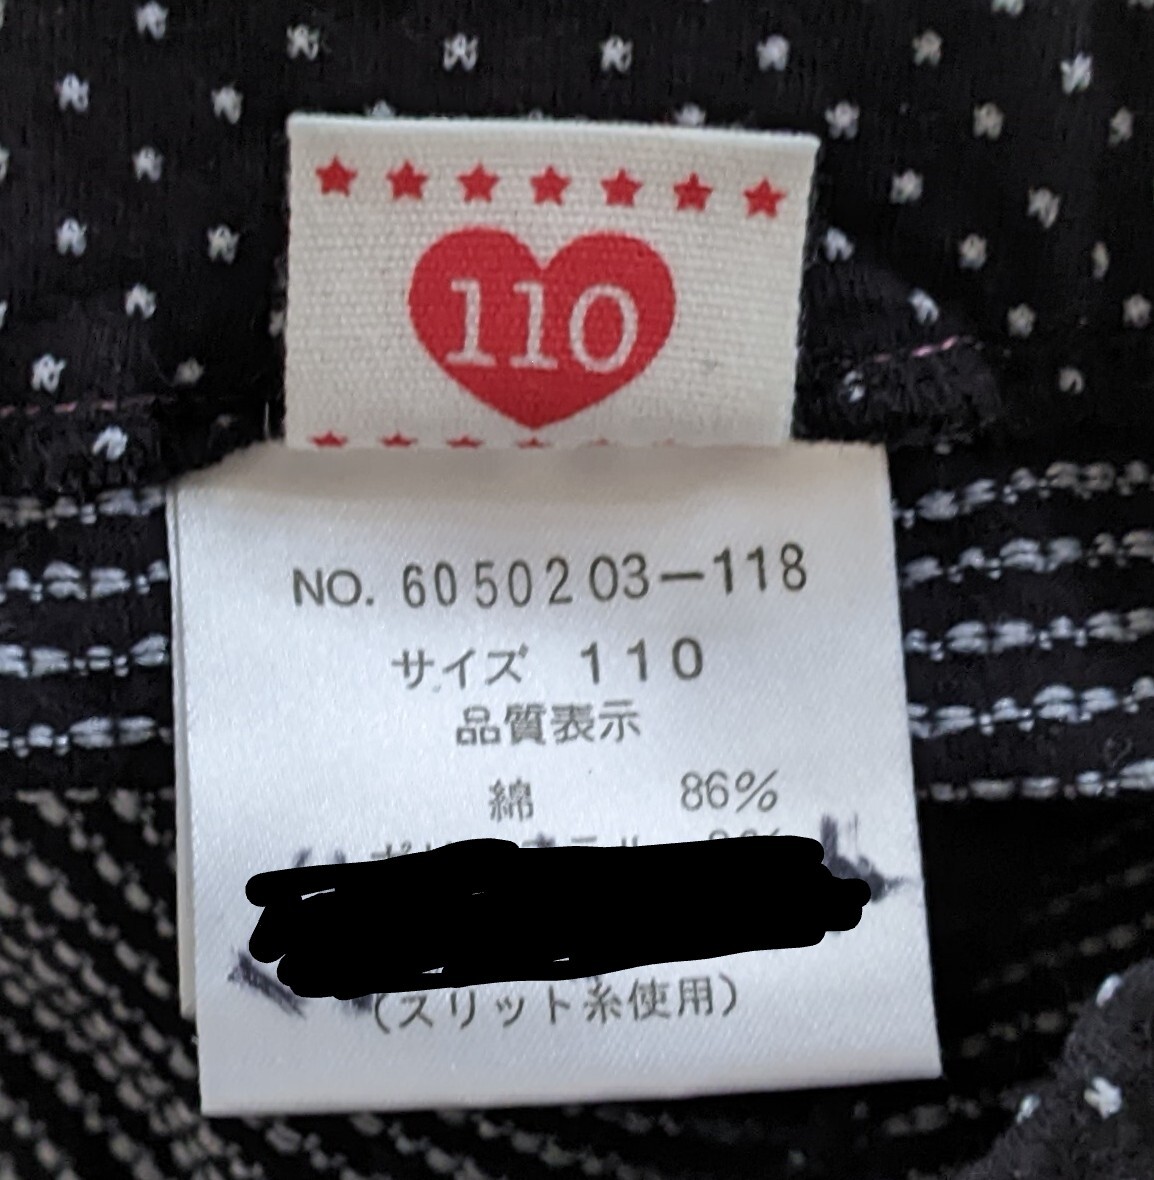 110
NO. 6050203-118
サイズ 110
品質表示
綿 86%
(スリット糸使用)